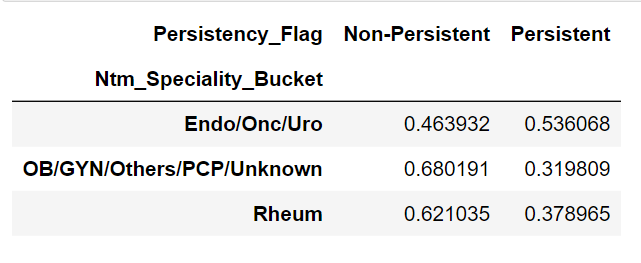 Persistency_Flag Non-Persistent Persistent
Ntm_Speciality_Bucket
Endo/Onc/Uro 0.463932 0.536068
OB/GYN/Others/PCP/Unknown 0.680191 0.319809
Rheum 0.621035 0.378965